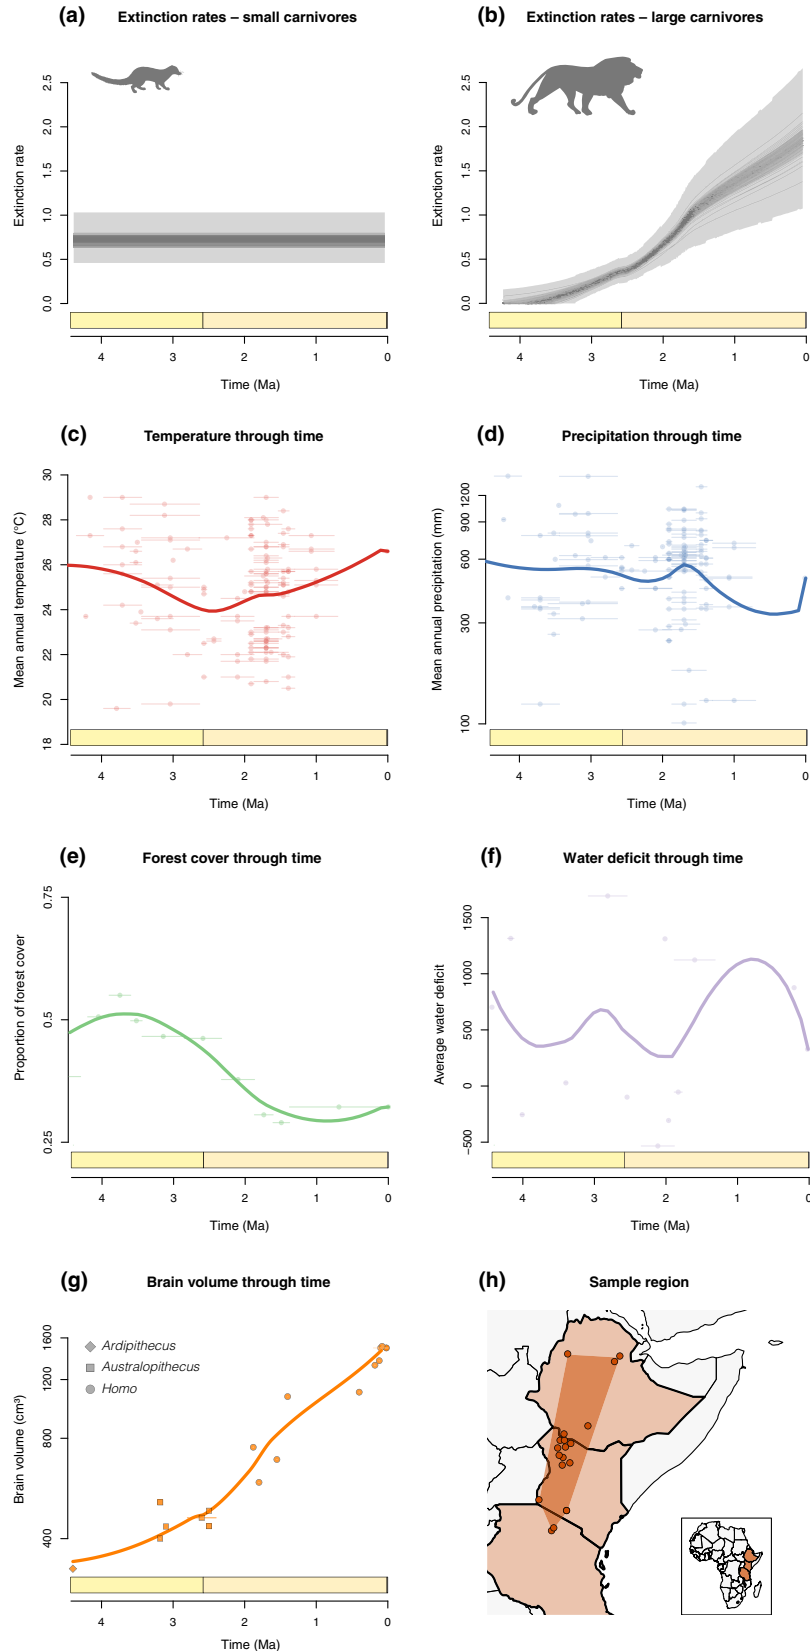 (a) Extinction rates – small carnivores
Extinction rate
2.5
2.0
1.5
1.0
0.5
0.0
4 3 2 1 0
Time (Ma)
(b) Extinction rates – large carnivores
Extinction rate
2.5
2.0
1.5
1.0
0.5
0.0
4 3 2 1 0
Time (Ma)
(c) Temperature through time
Mean annual temperature (°C)
30
28
26
24
22
20
18
4 3 2 1 0
Time (Ma)
(d) Precipitation through time
Mean annual precipitation (mm)
1200
900
600
300
100
4 3 2 1 0
Time (Ma)
(e) Forest cover through time
Proportion of forest cover
0.75
0.5
0.25
4 3 2 1 0
Time (Ma)
(f) Water deficit through time
Average water deficit
1500
1000
500
0
−500
4 3 2 1 0
Time (Ma)
(g) Brain volume through time
Brain volume (cm³)
1600
1200
800
400
Ardipithecus
Australopithecus
Homo
4 3 2 1 0
Time (Ma)
(h) Sample region